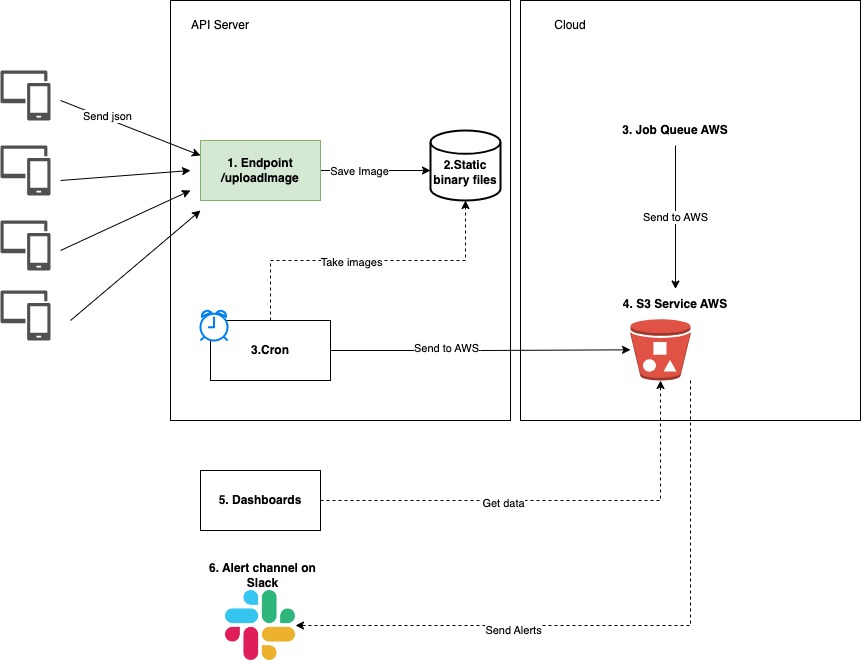 API Server
Cloud
Send json
1. Endpoint
/uploadImage
Save Image
2.Static
binary files
3. Job Queue AWS
Send to AWS
Take images
4. S3 Service AWS
3.Cron
Send to AWS
5. Dashboards
Get data
6. Alert channel on
Slack
Send Alerts